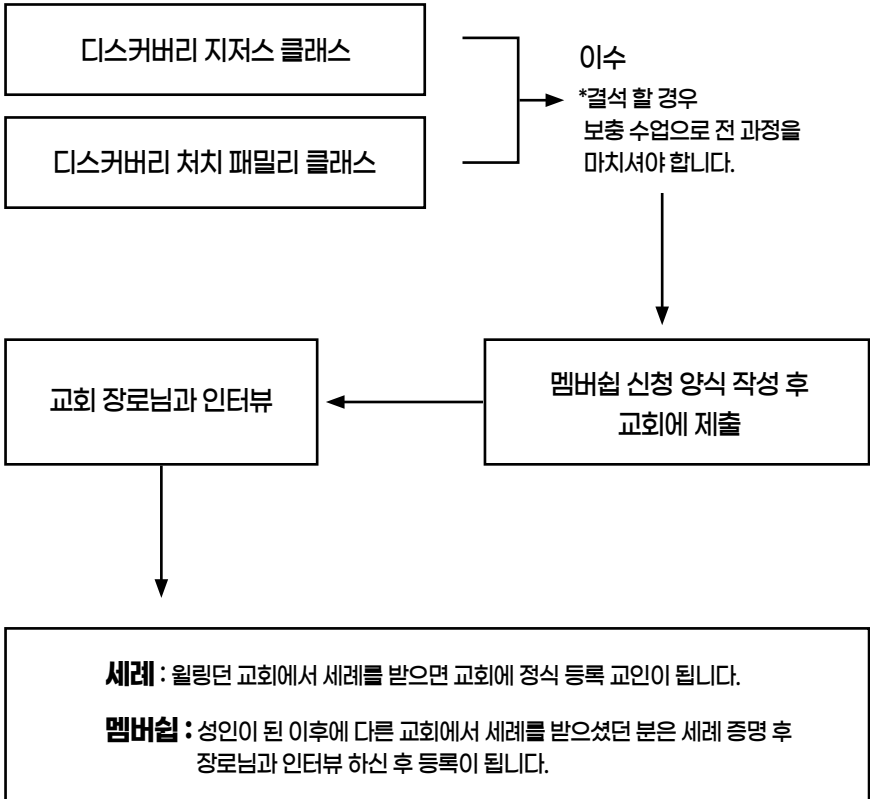 디스커버리 지저스 클래스
디스커버리 처치 패밀리 클래스
이수
*결석 할 경우
보충 수업으로 전 과정을
마치셔야 합니다.
멤버쉽 신청 양식 작성 후
교회에 제출
교회 장로님과 인터뷰
세례 : 윌링던 교회에서 세례를 받으면 교회에 정식 등록 교인이 됩니다.
멤버쉽 : 성인이 된 이후에 다른 교회에서 세례를 받으셨던 분은 세례 증명 후
장로님과 인터뷰 하신 후 등록이 됩니다.